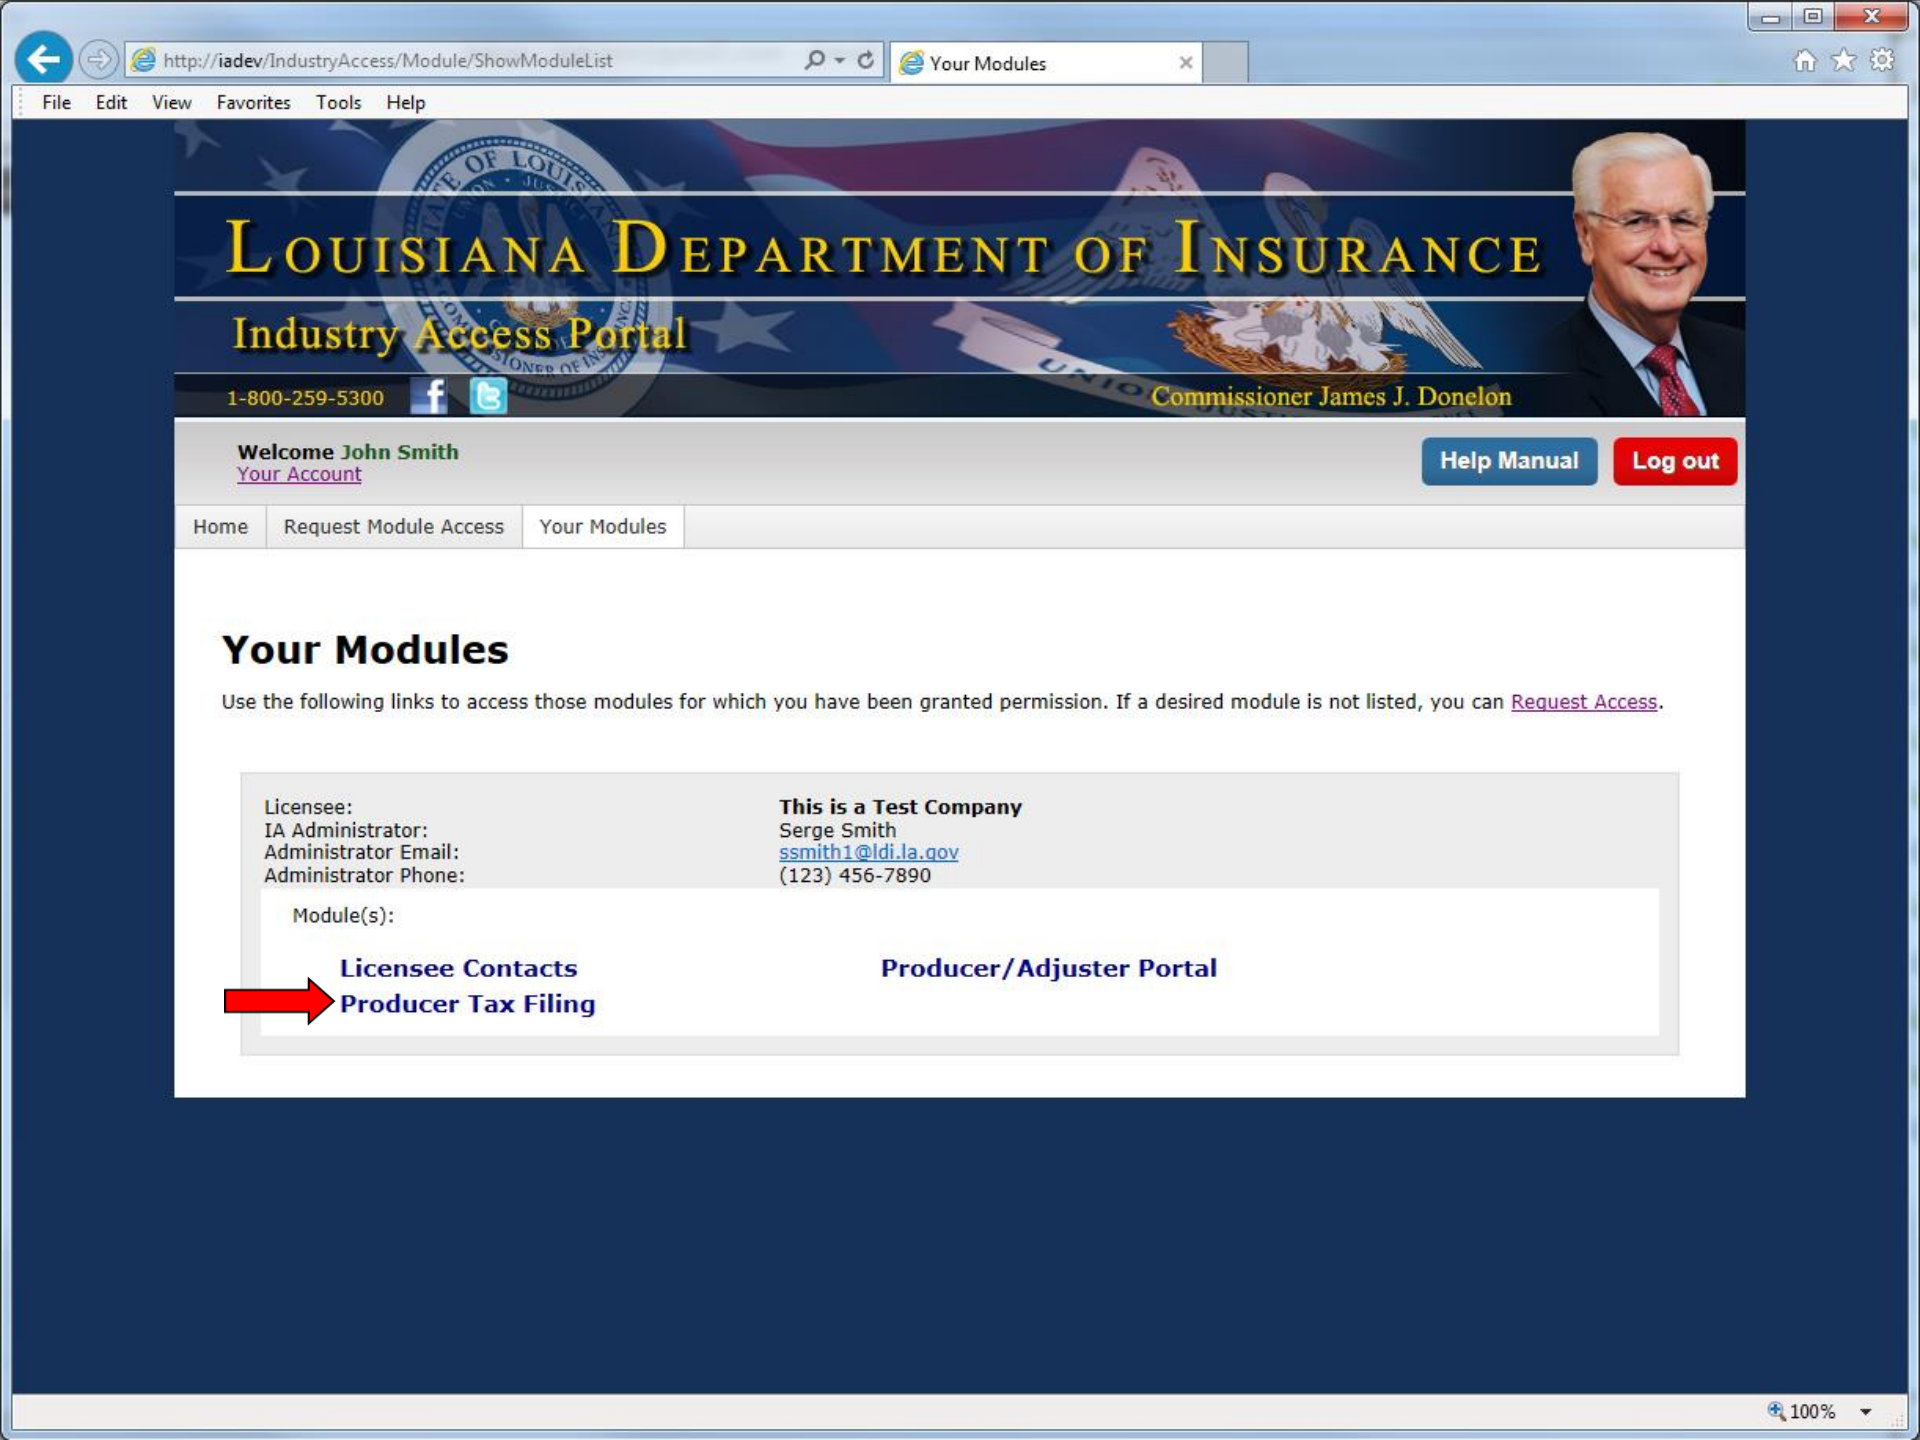 http://iadev/IndustryAccess/Module/ShowModuleList
Your Modules
File Edit View Favorites Tools Help
LOUISIANA DEPARTMENT OF INSURANCE
Industry Access Portal
1-800-259-5300
Commissioner James J. Donelon
Welcome John Smith
Your Account
Help Manual
Log out
Home
Request Module Access
Your Modules
Your Modules
Use the following links to access those modules for which you have been granted permission. If a desired module is not listed, you can Request Access.
Licensee: This is a Test Company
IA Administrator: Serge Smith
Administrator Email: ssmith1@ldi.la.gov
Administrator Phone: (123) 456-7890
Module(s):
Licensee Contacts
Producer/Adjuster Portal
Producer Tax Filing
100%